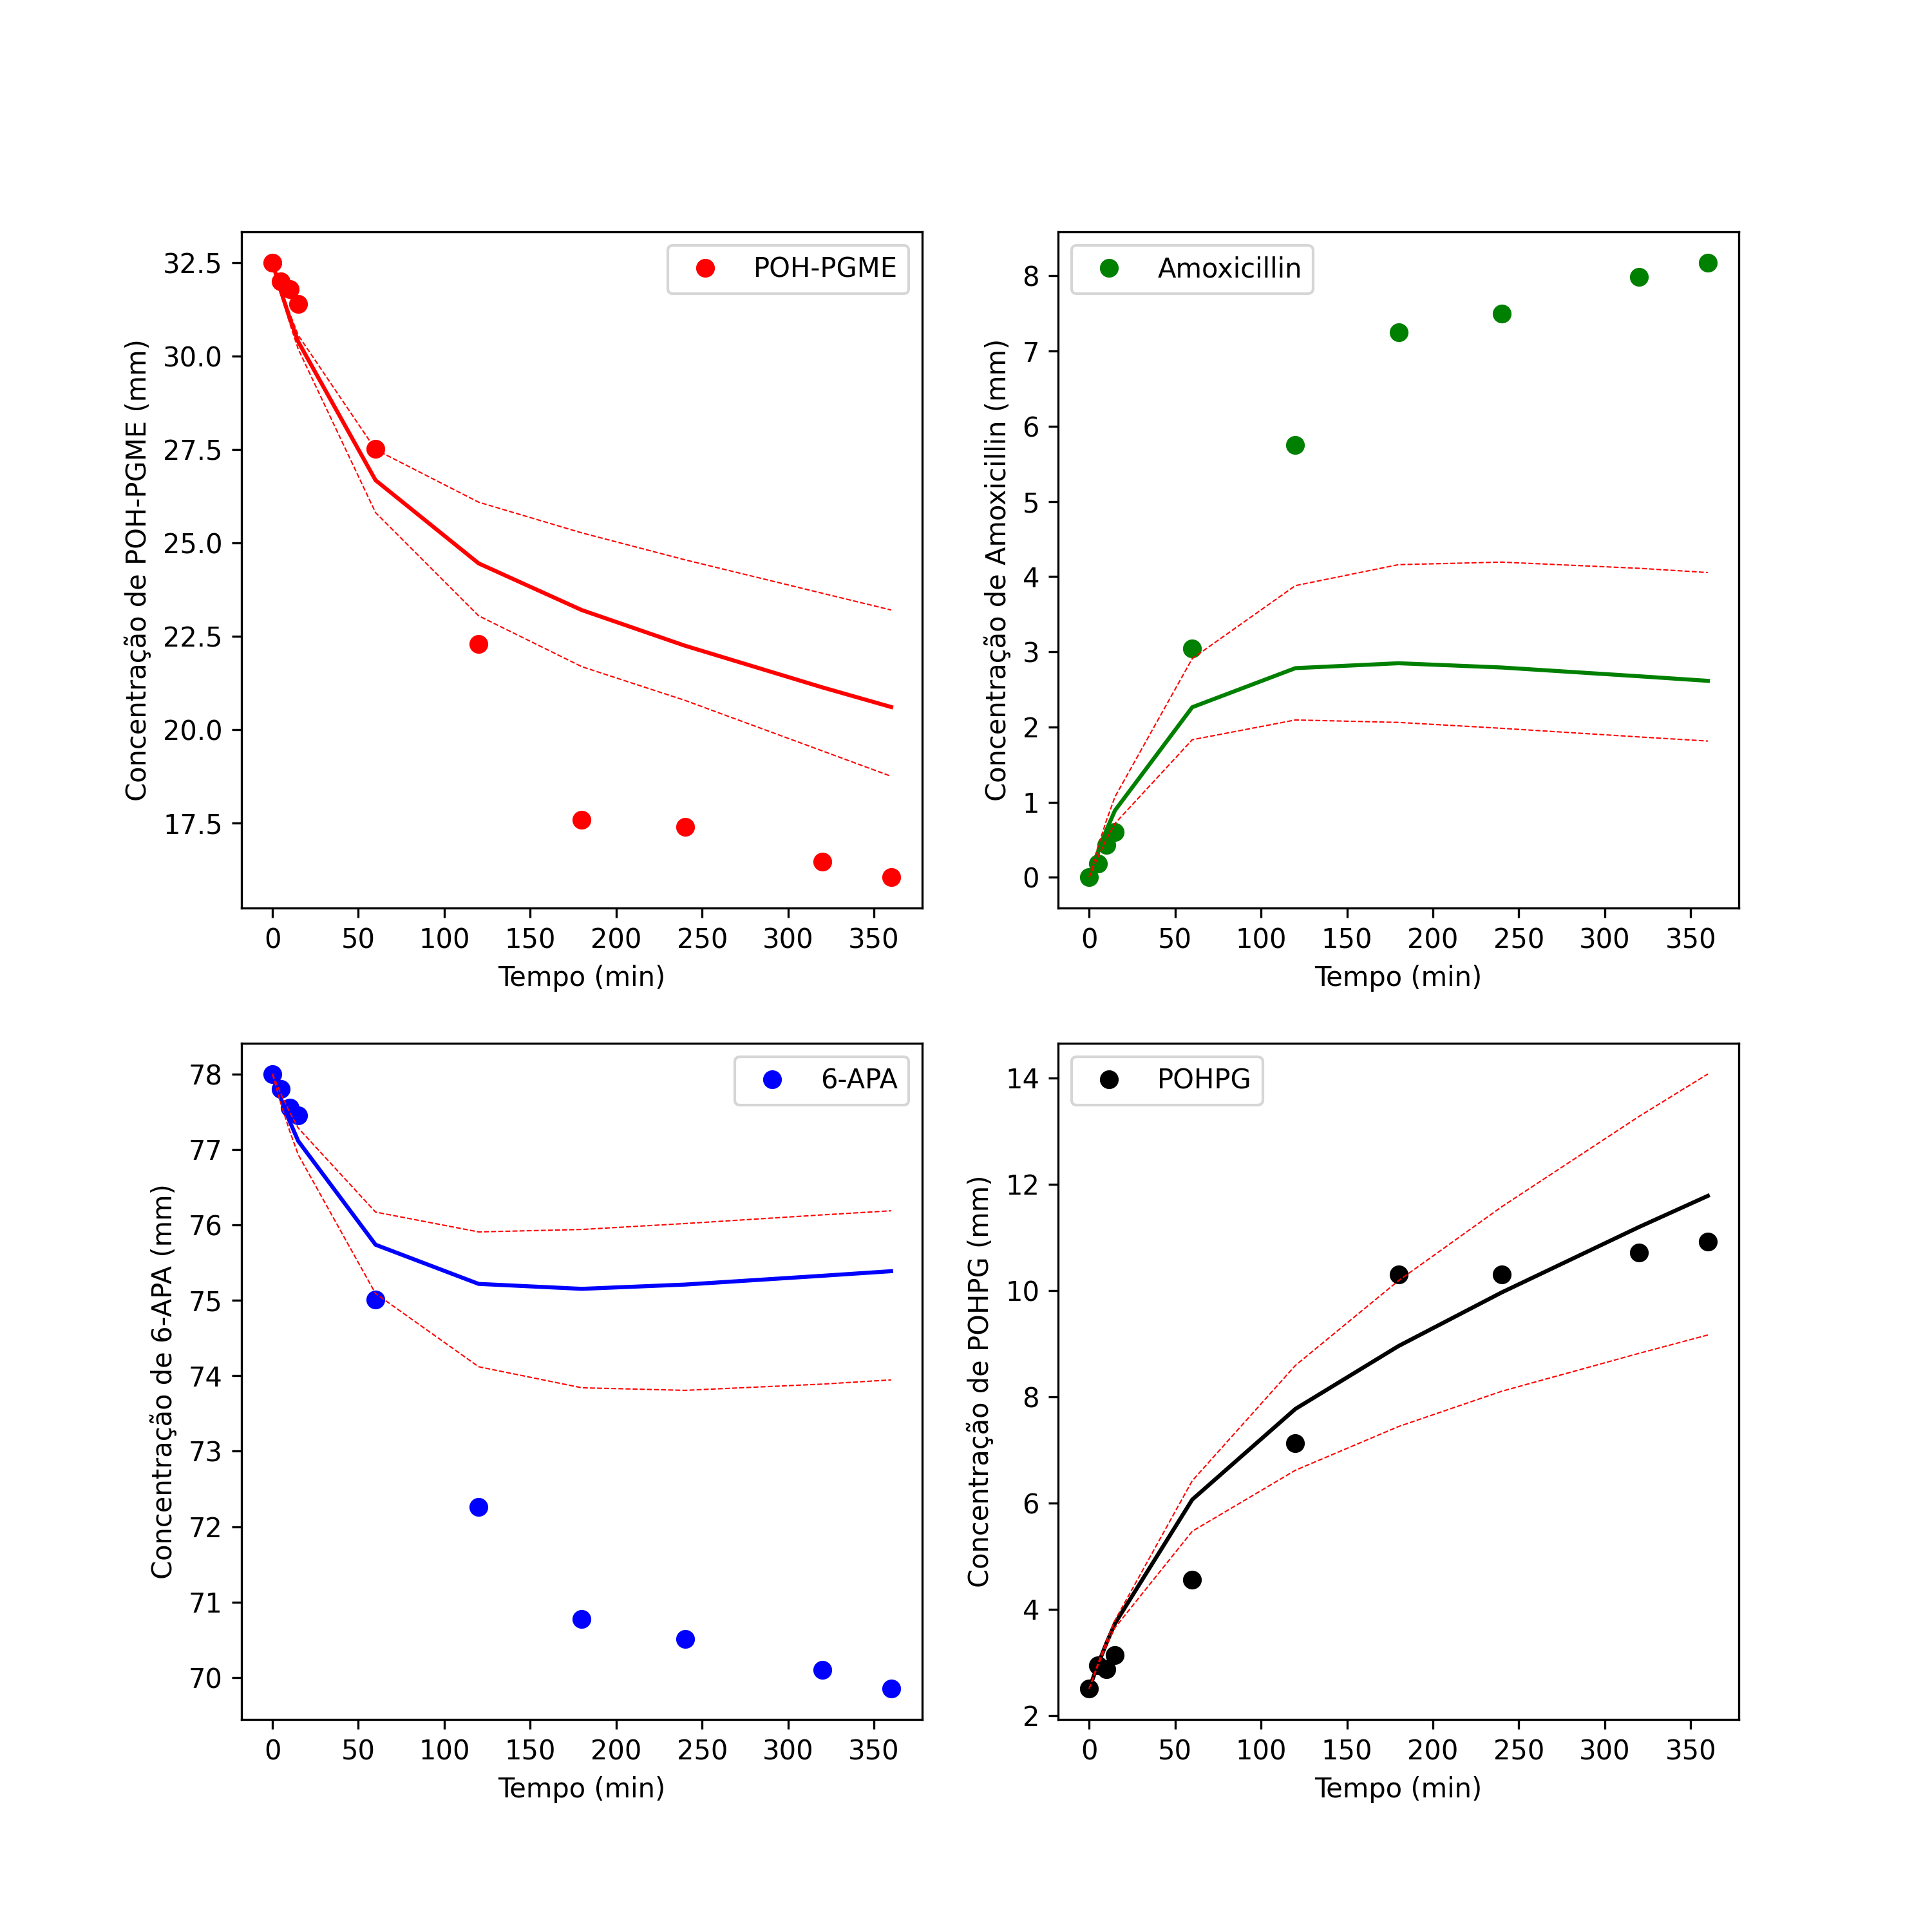 POH-PGME
32.5
30.0
27.5
25.0
22.5
20.0
17.5
Concentração de POH-PGME (mm)
0 50 100 150 200 250 300 350
Tempo (min)
Amoxicillin
8
7
6
5
4
3
2
1
0
Concentração de Amoxicillin (mm)
0 50 100 150 200 250 300 350
Tempo (min)
6-APA
78
77
76
75
74
73
72
71
70
Concentração de 6-APA (mm)
0 50 100 150 200 250 300 350
Tempo (min)
POHPG
14
12
10
8
6
4
2
Concentração de POHPG (mm)
0 50 100 150 200 250 300 350
Tempo (min)